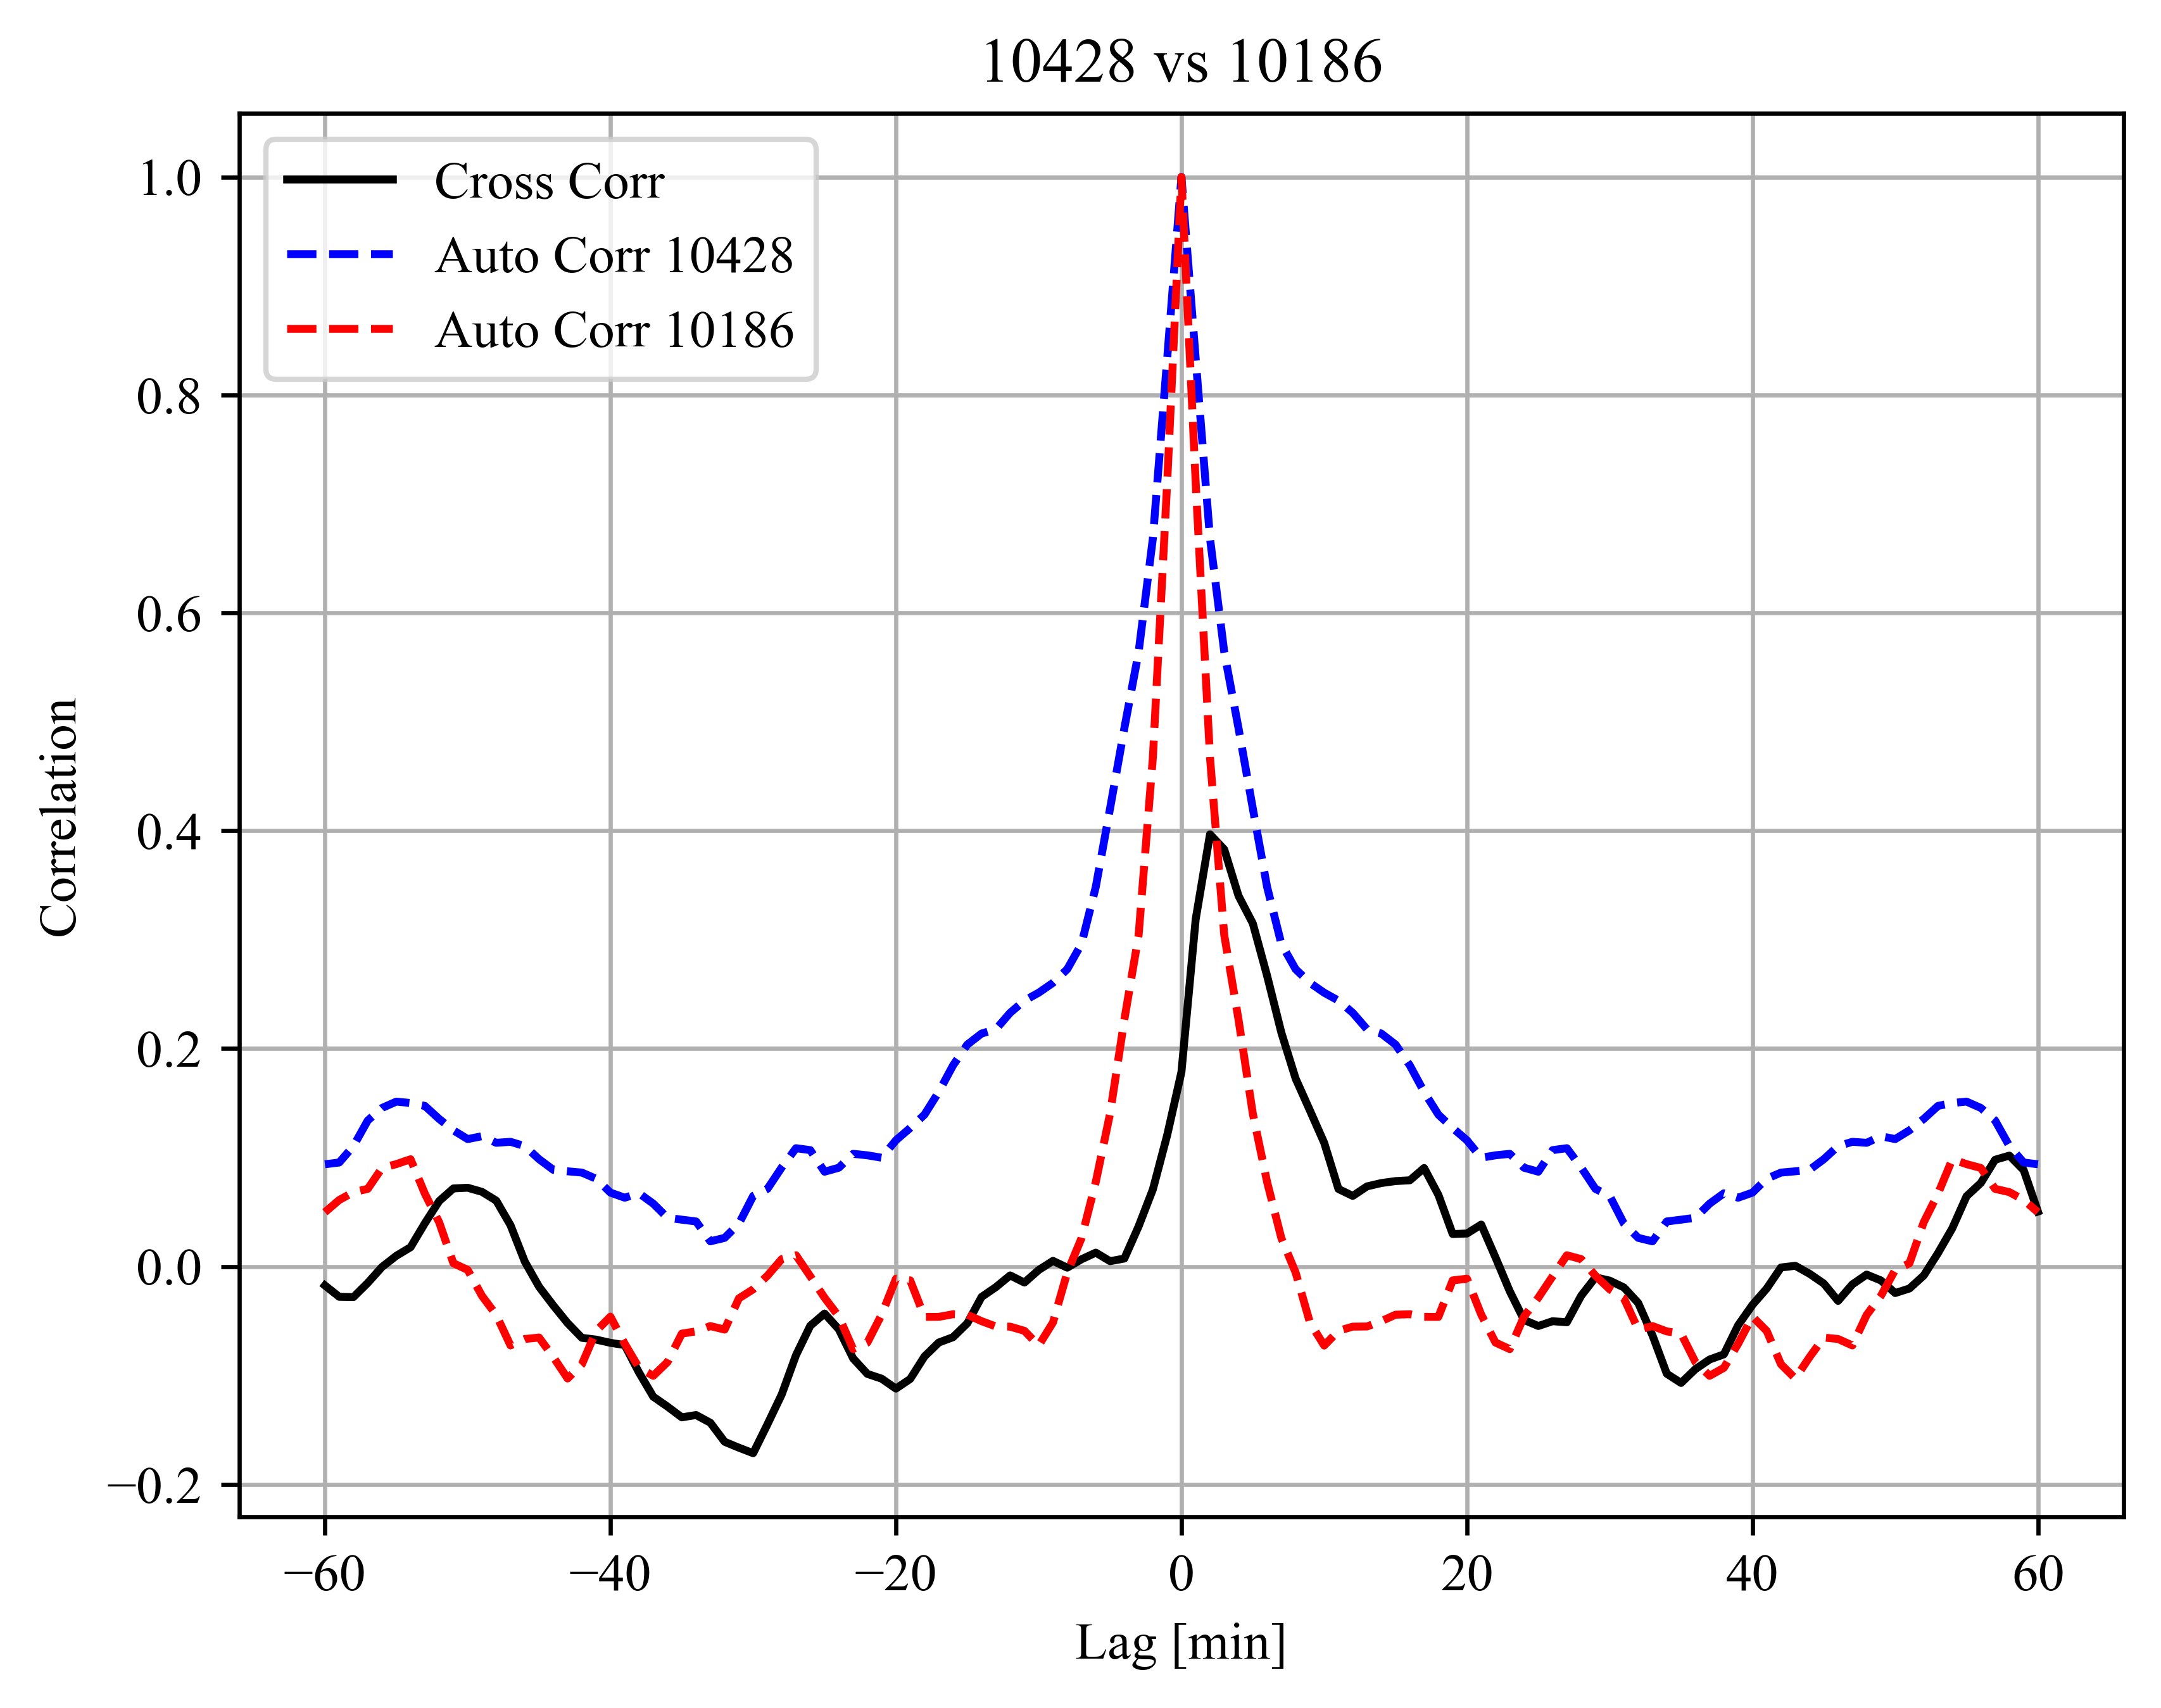 10428 vs 10186
Cross Corr
Auto Corr 10428
Auto Corr 10186
1.0
0.8
0.6
0.4
0.2
0.0
−0.2
Correlation
−60
−40
−20
0
20
40
60
Lag [min]